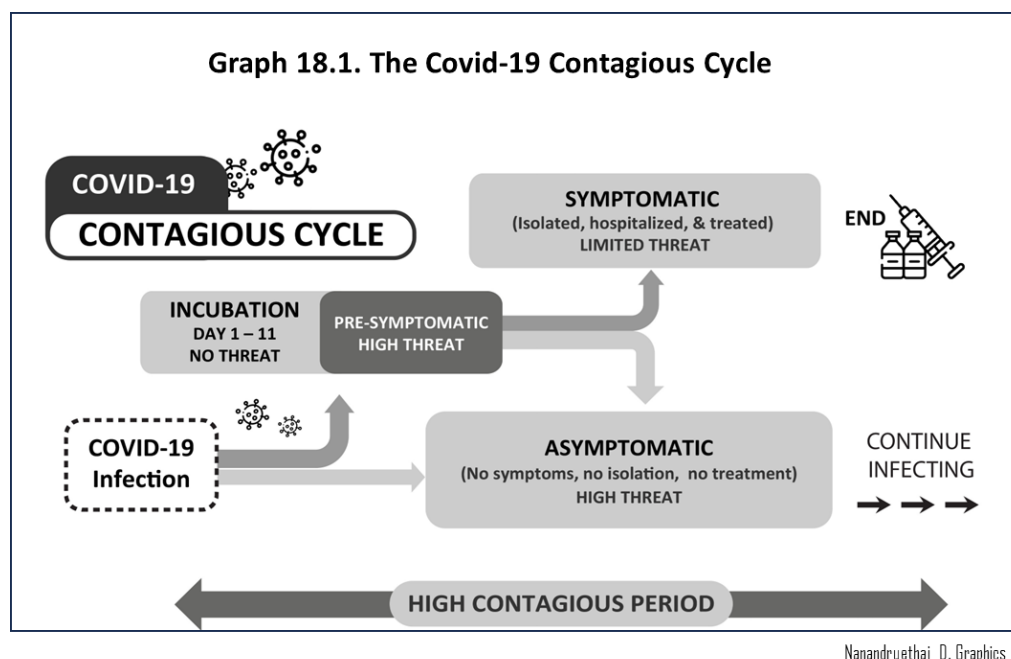 Graph 18.1. The Covid-19 Contagious Cycle
COVID-19
CONTAGIOUS CYCLE
SYMPTOMATIC
(Isolated, hospitalized, & treated)
LIMITED THREAT
END
INCUBATION
DAY 1 – 11
NO THREAT
PRE-SYMPTOMATIC
HIGH THREAT
COVID-19
Infection
ASYMPTOMATIC
(No symptoms, no isolation, no treatment)
HIGH THREAT
CONTINUE
INFECTING
HIGH CONTAGIOUS PERIOD
Nanandruethai_D. Graphics